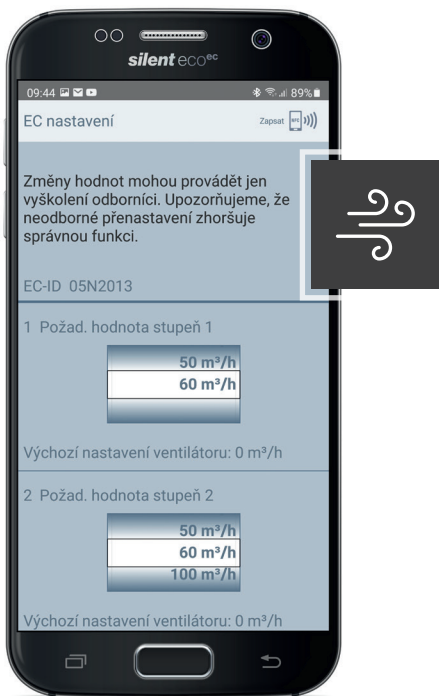 silent ecoᵉᶜ
09:44 89%
EC nastavení Zapsat NFC
Změny hodnot mohou provádět jen
vyškolení odborníci. Upozorňujeme, že
neodborné přenastavení zhoršuje
správnou funkci.
EC-ID 05N2013
1 Požad. hodnota stupeň 1
50 m³/h
60 m³/h
Výchozí nastavení ventilátoru: 0 m³/h
2 Požad. hodnota stupeň 2
50 m³/h
60 m³/h
100 m³/h
Výchozí nastavení ventilátoru: 0 m³/h